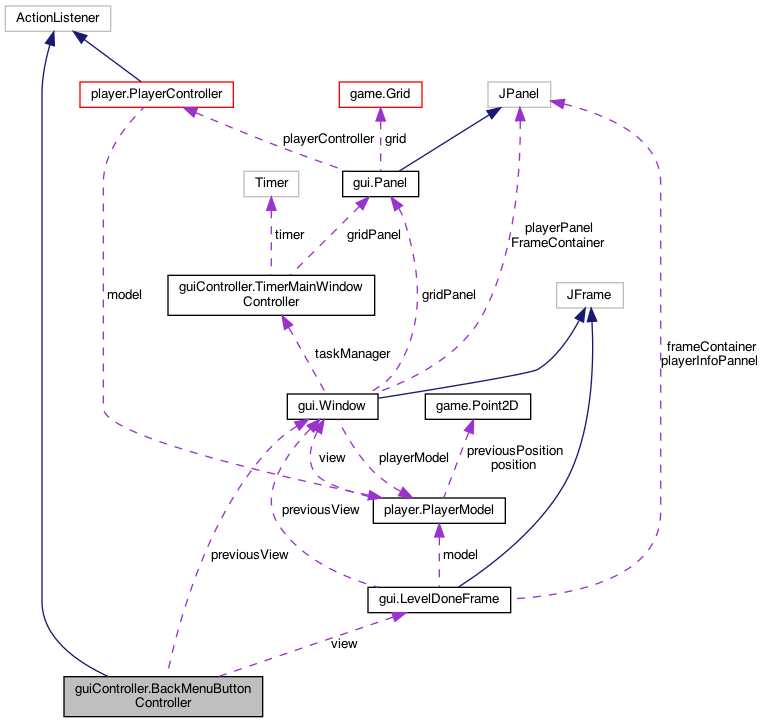 ActionListener
player.PlayerController
game.Grid
JPanel
playerController
grid
Timer
gui.Panel
timer
gridPanel
playerPanel
FrameContainer
guiController.TimerMainWindow
Controller
model
gridPanel
JFrame
taskManager
frameContainer
playerInfoPannel
gui.Window
game.Point2D
view
playerModel
previousPosition
position
previousView
player.PlayerModel
previousView
model
gui.LevelDoneFrame
view
guiController.BackMenuButton
Controller